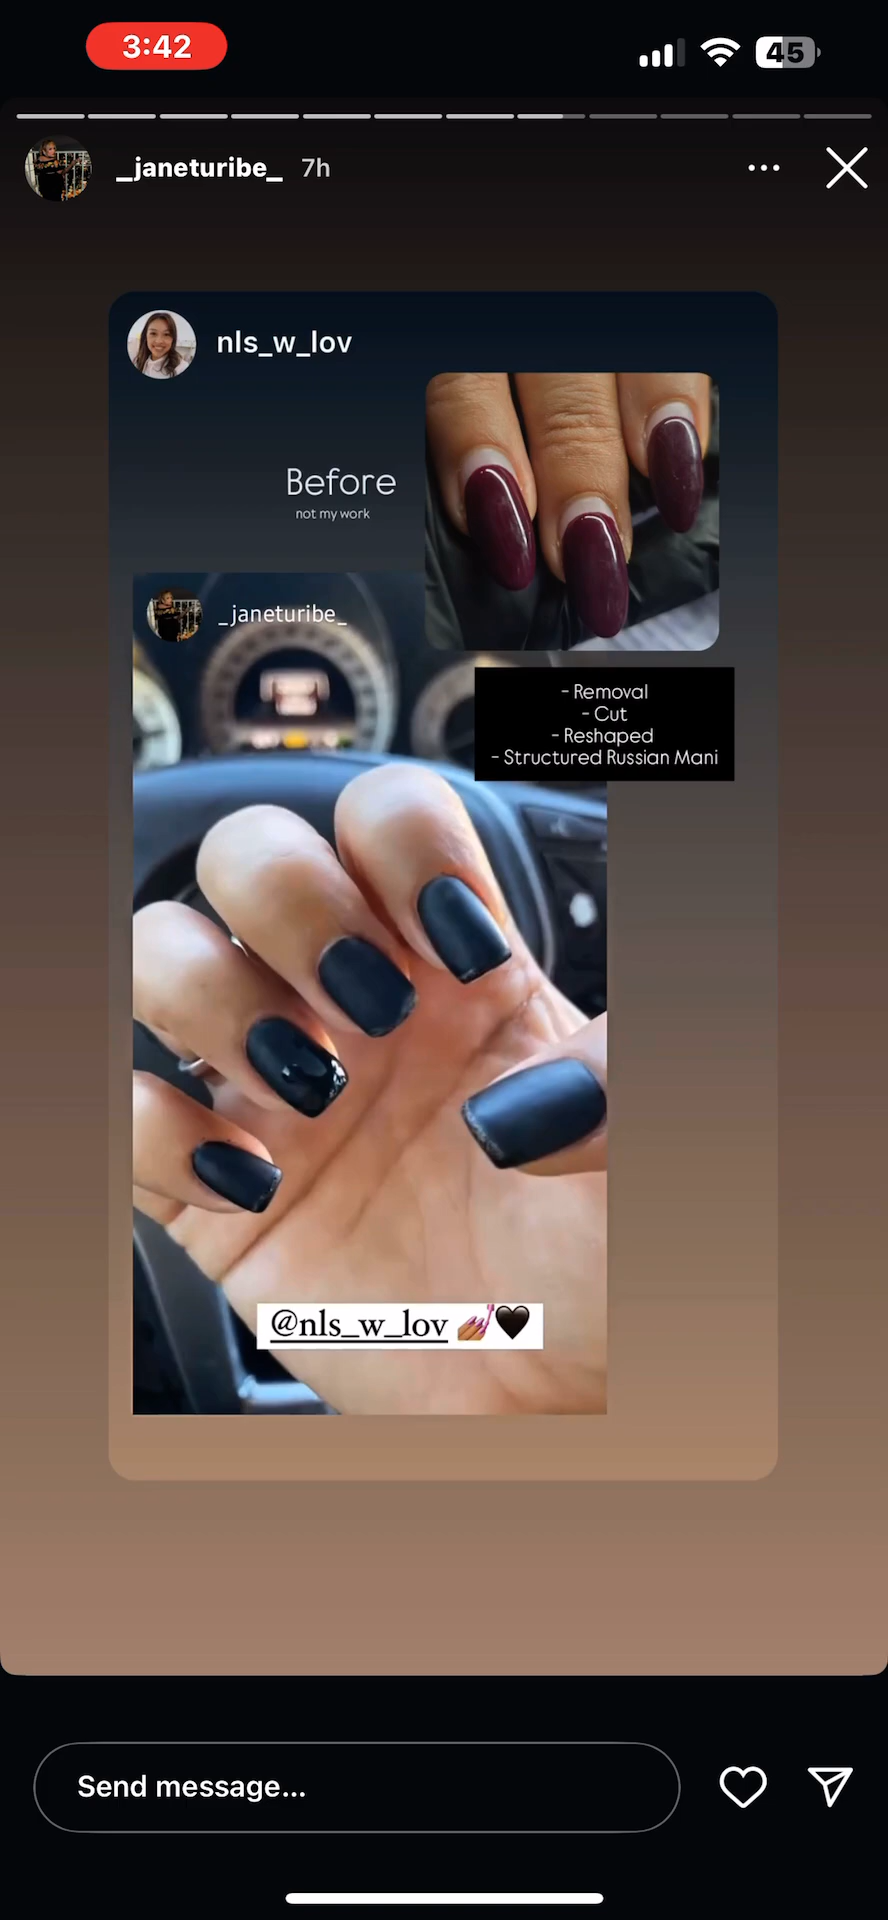 3:42
45
_janeturibe_ 7h
nls_w_lov
Before
not my work
_janeturibe_
- Removal
- Cut
- Reshaped
- Structured Russian Mani
@nls_w_lov 💅🏽🖤
Send message...